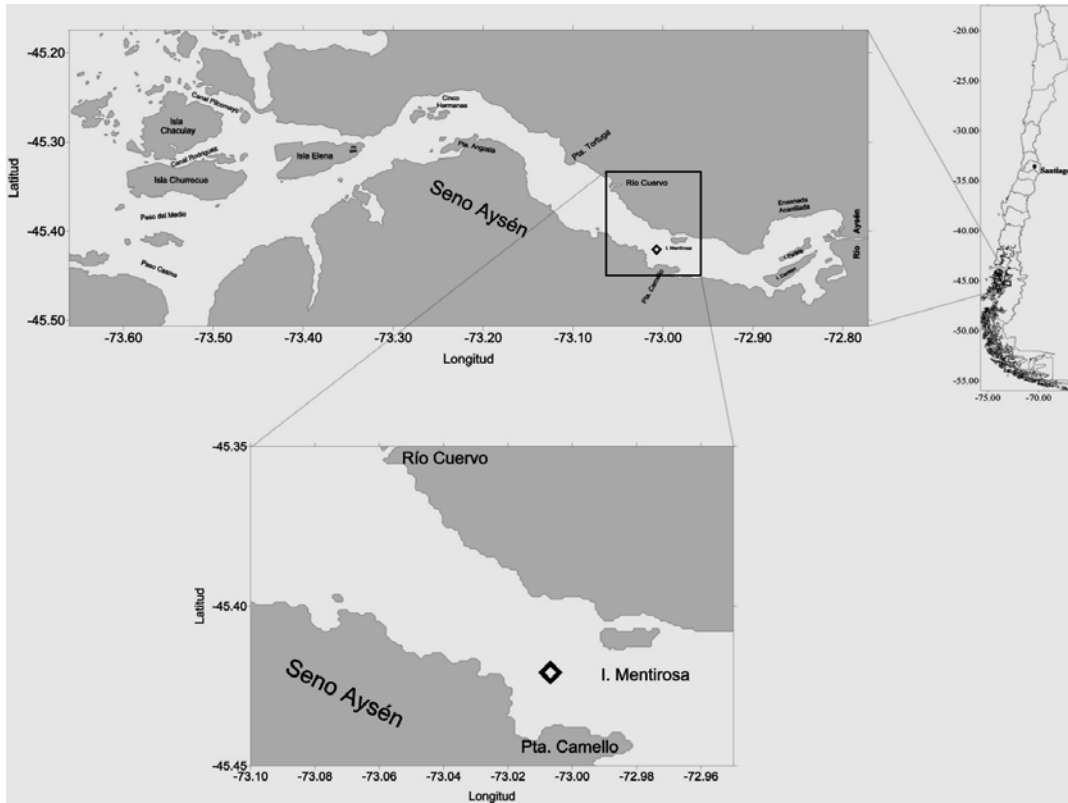 -45.20
-45.30
-45.40
-45.50
Latitud
-73.60
-73.50
-73.40
-73.30
-73.20
-73.10
-73.00
-72.90
-72.80
Longitud
Canal Pilcomayo
Isla
Chaculay
Canal Rodriguez
Isla Churrecue
Isla Elena
Paso del Medio
Paso Casma
Cinco
Hermanas
Pta. Angosta
Pta. Tortugal
Seno Aysén
Río Cuervo
I. Mentirosa
Pta. Camello
Ensenada
Acantilada
Río Aysén
-20.00
-25.00
-30.00
-35.00
-40.00
-45.00
-50.00
-55.00
-75.00
-70.00
Santiago
-45.35
-45.40
-45.45
Latitud
Río Cuervo
Seno Aysén
I. Mentirosa
Pta. Camello
-73.10
-73.08
-73.06
-73.04
-73.02
-73.00
-72.98
-72.96
Longitud